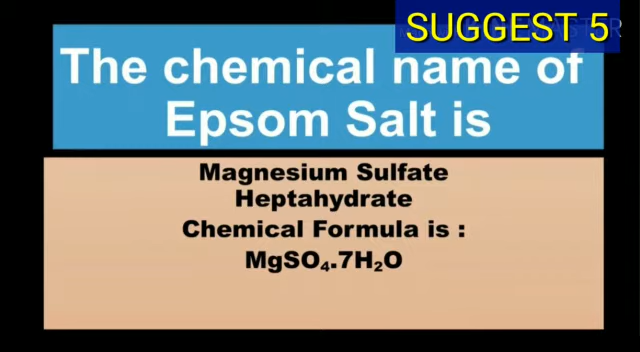 SUGGEST 5
The chemical name of
Epsom Salt is
Magnesium Sulfate
Heptahydrate
Chemical Formula is :
MgSO₄.7H₂O